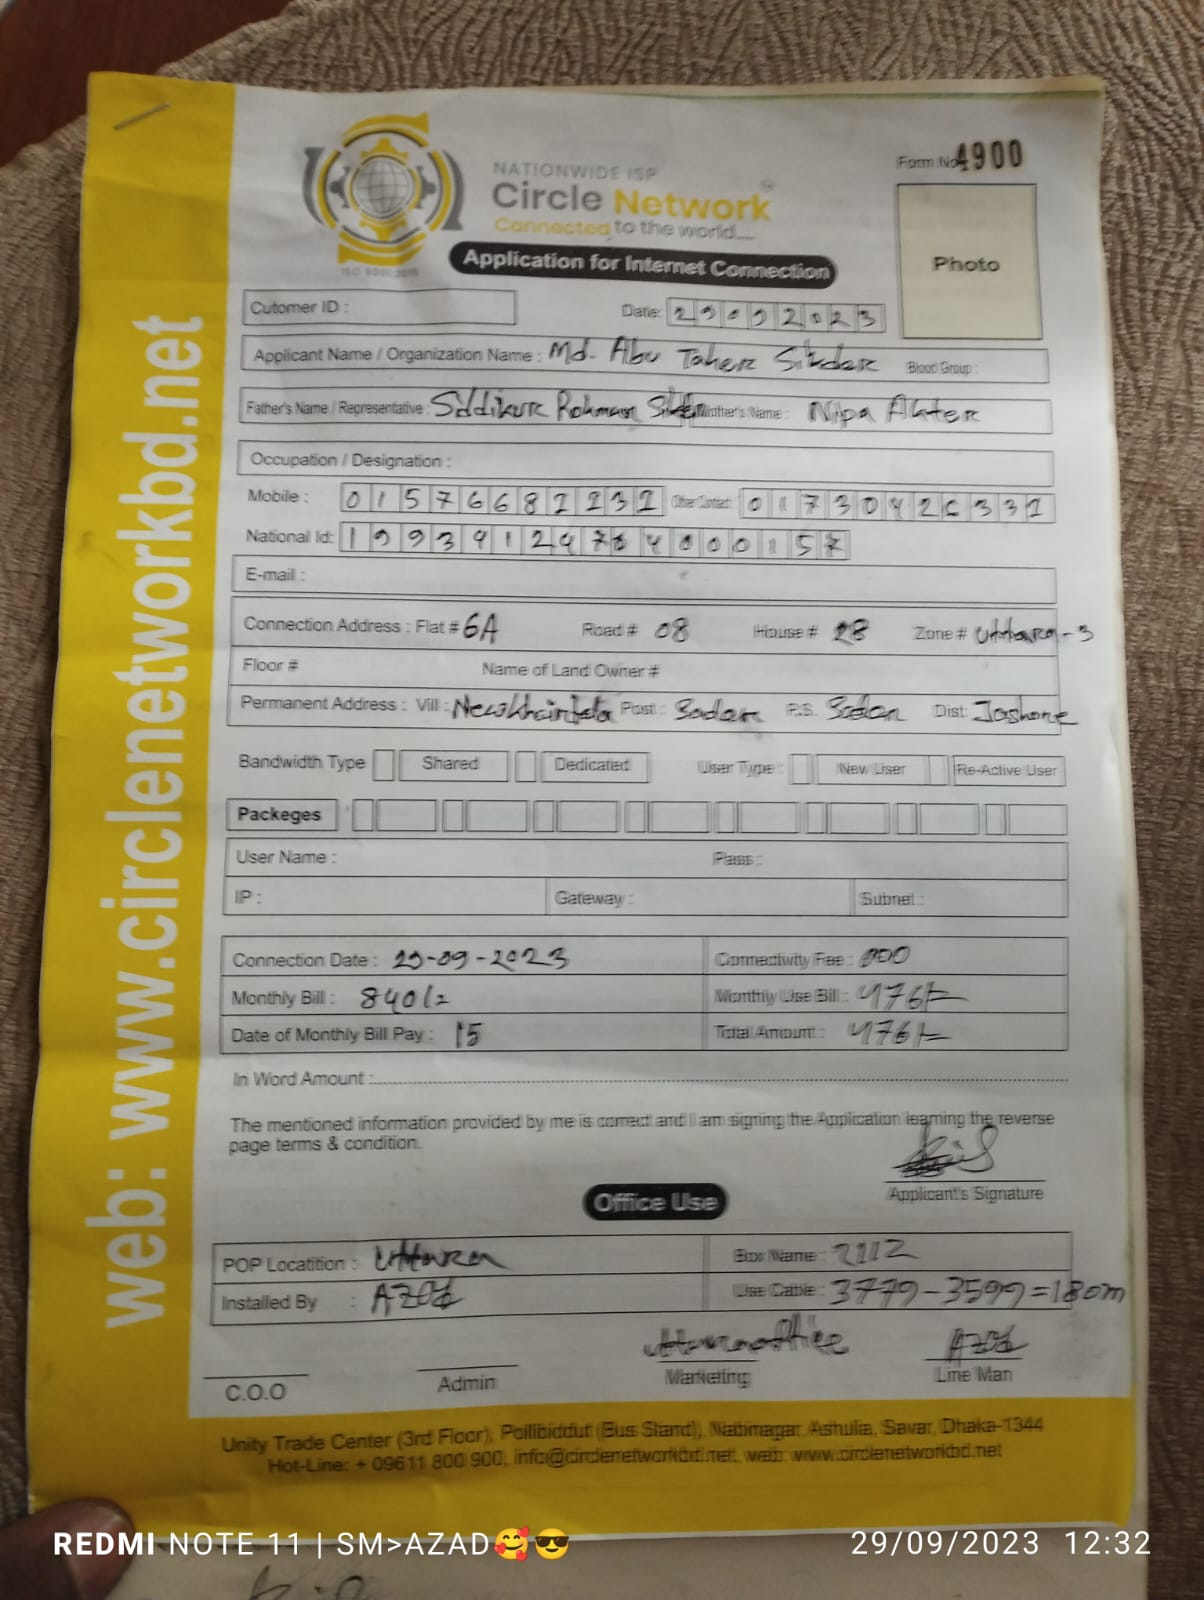 Form No 4900
NATIONWIDE ISP
Circle Network
Connected to the world.....
ISO 9001:2015
Application for Internet Connection
Photo
Cutomer ID :
Date: 29092023
Applicant Name / Organization Name : Md. Abu Taher Sikdar Blood Group :
Father's Name / Representative : Siddikur Rohman Mother's Name : Nipa Akter
Occupation / Designation :
Mobile : Other Contact:
National Id:
E-mail :
Connection Address : Flat # 6A Road # 08 House # 28 Zone # Uttara-3
Floor # Name of Land Owner #
Permanent Address : Vill : Post : Sadar P.S. Sadar Dist: Jashore
Bandwidth Type Shared Dedicated User Type : New User Re-Active User
Packeges
User Name : Pass :
IP : Gateway : Subnet :
Connection Date : 29-09-2023 Connectivity Fee :
Monthly Bill : 840/= Monthly Use Bill : 476/=
Date of Monthly Bill Pay : 15 Total Amount : 476/=
In Word Amount :
The mentioned information provided by me is correct and I am signing the Application learning the reverse
page terms & condition.
Applicant's Signature
Office Use
POP Locatition : Uttara Box Name : 2112
Installed By : Azad Use Cable : 3779-3599=180m
Uttara office Azad
C.O.O Admin Marketing Line Man
Unity Trade Center (3rd Floor), Pollibiddut (Bus Stand), Nabinagar, Ashulia, Savar, Dhaka-1344
Hot-Line: + 09611 800 900, info@circlenetworkbd.net, web: www.circlenetworkbd.net
web: www.circlenetworkbd.net
REDMI NOTE 11 | SM>AZAD🥰😎 29/09/2023 12:32